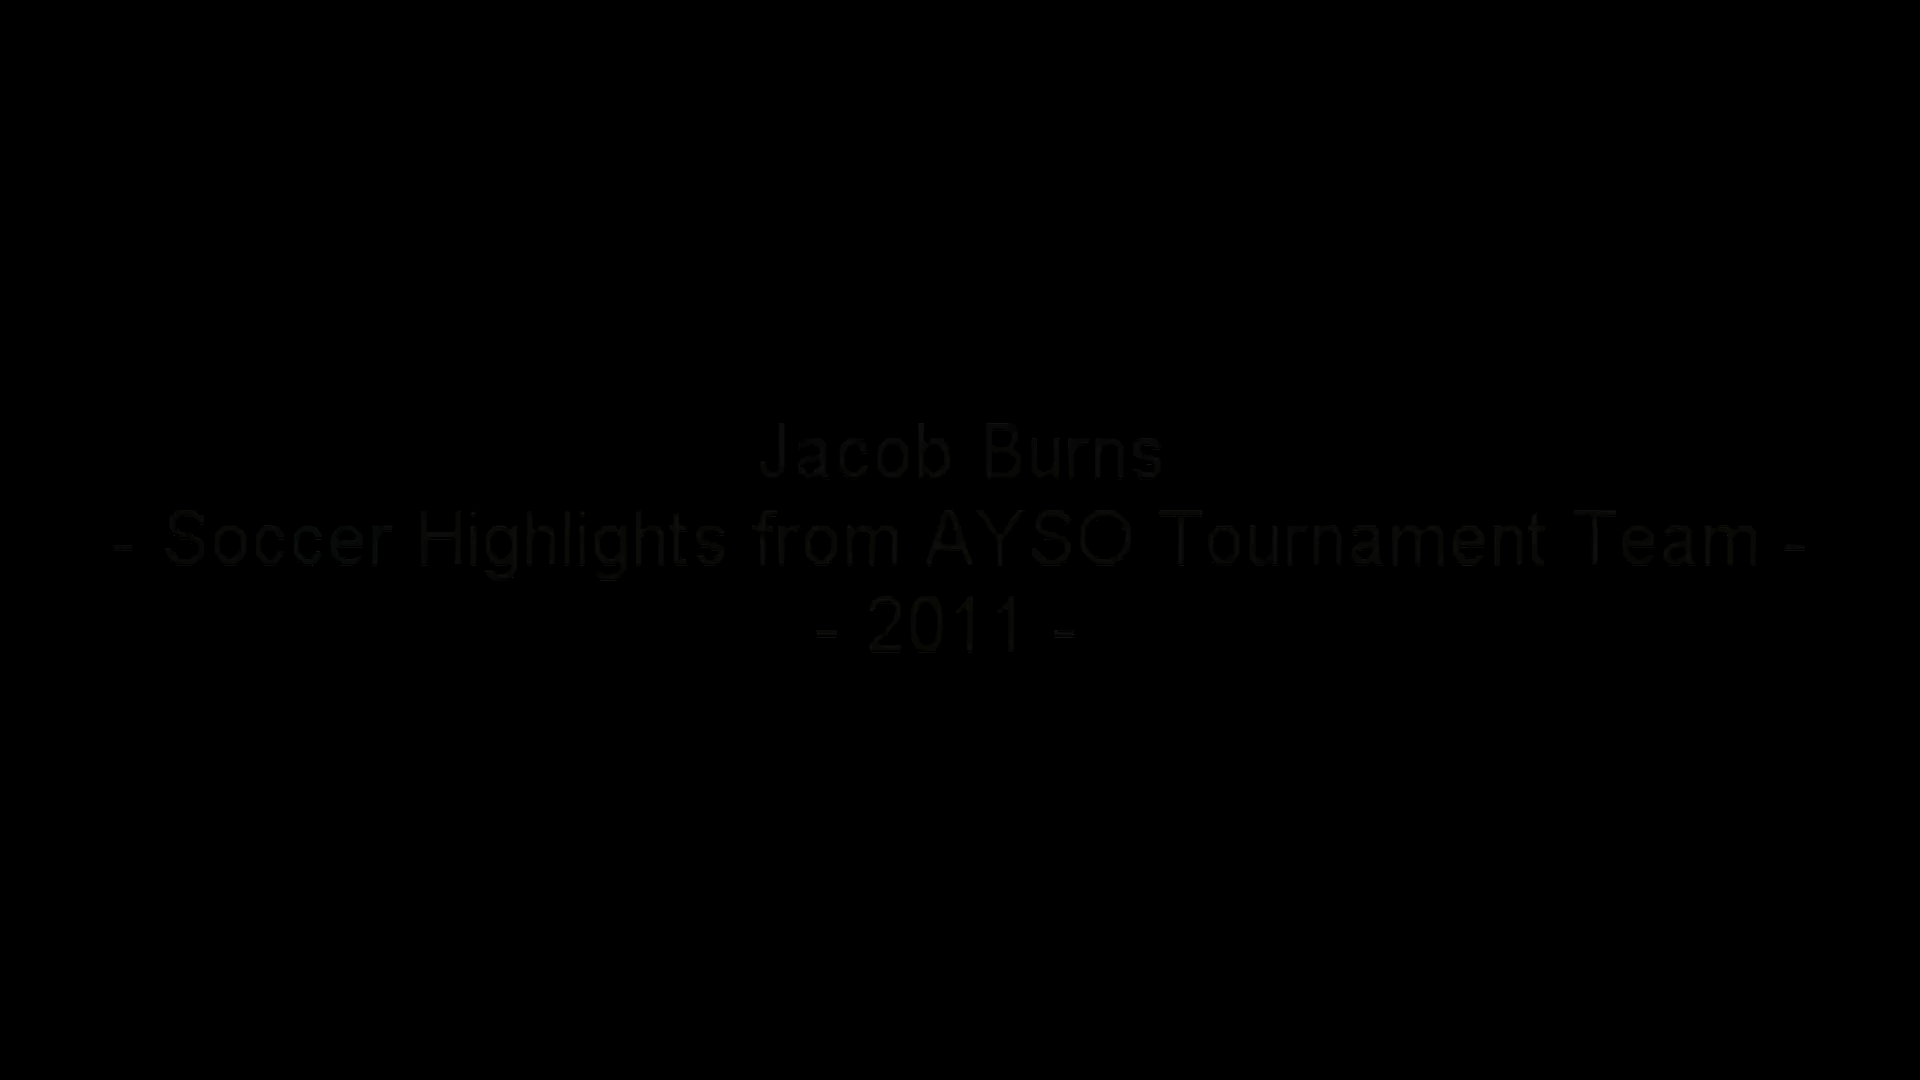 Jacob Burns
- Soccer Highlights from AYSO Tournament Team -
- 2011 -